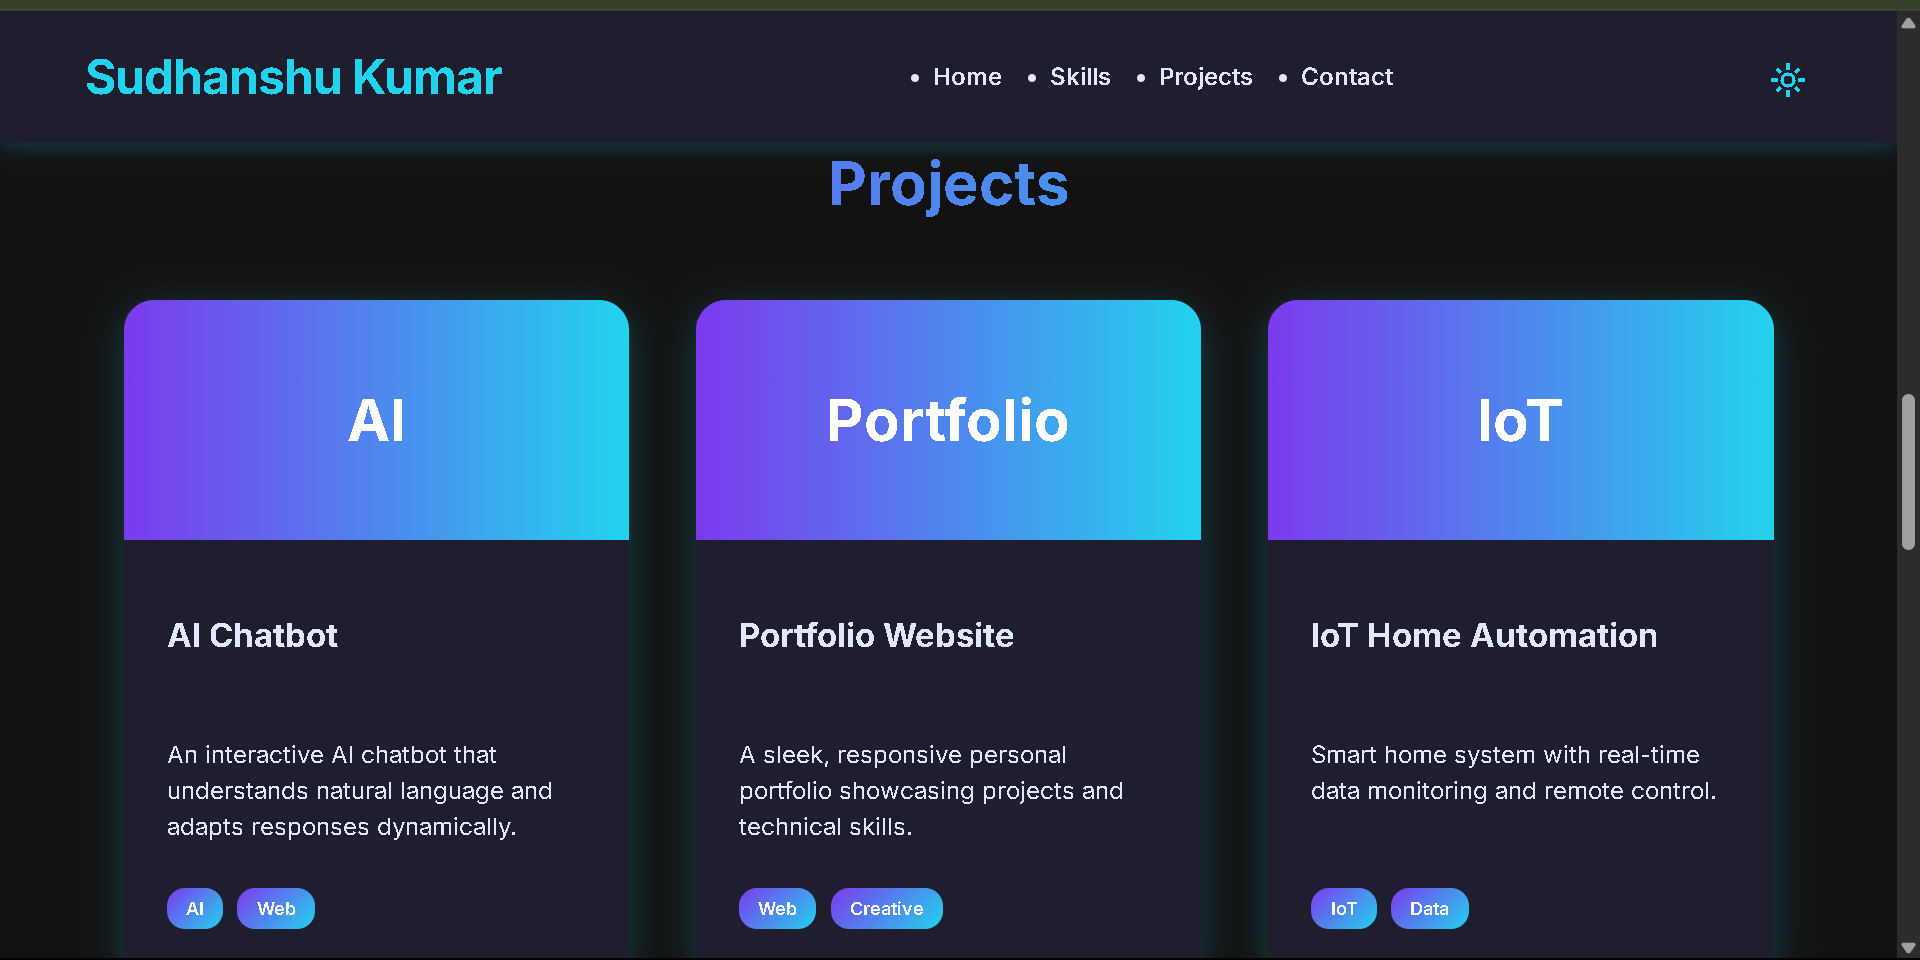 Sudhanshu Kumar
• Home • Skills • Projects • Contact
Projects
AI
Portfolio
IoT
AI Chatbot
An interactive AI chatbot that
understands natural language and
adapts responses dynamically.
AI Web
Portfolio Website
A sleek, responsive personal
portfolio showcasing projects and
technical skills.
Web Creative
IoT Home Automation
Smart home system with real-time
data monitoring and remote control.
IoT Data